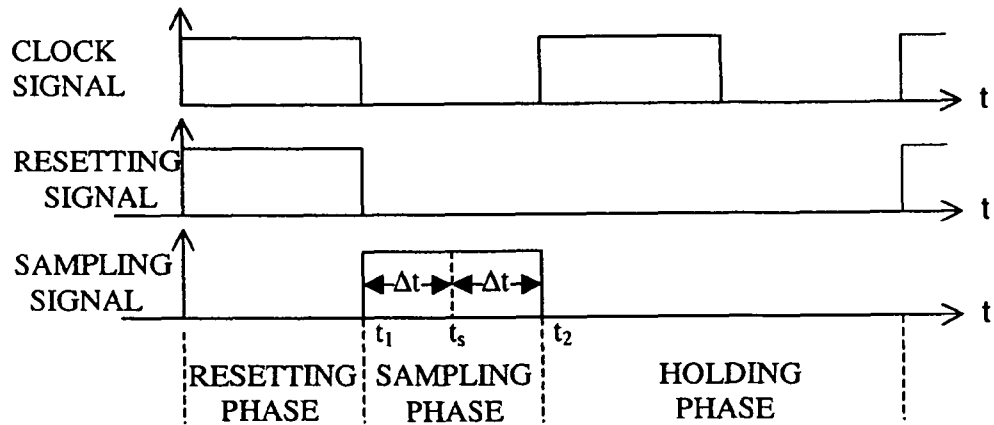 CLOCK
SIGNAL
t
RESETTING
SIGNAL
t
SAMPLING
SIGNAL
Δt Δt
t
t₁ tₛ t₂
RESETTING
PHASE
SAMPLING
PHASE
HOLDING
PHASE